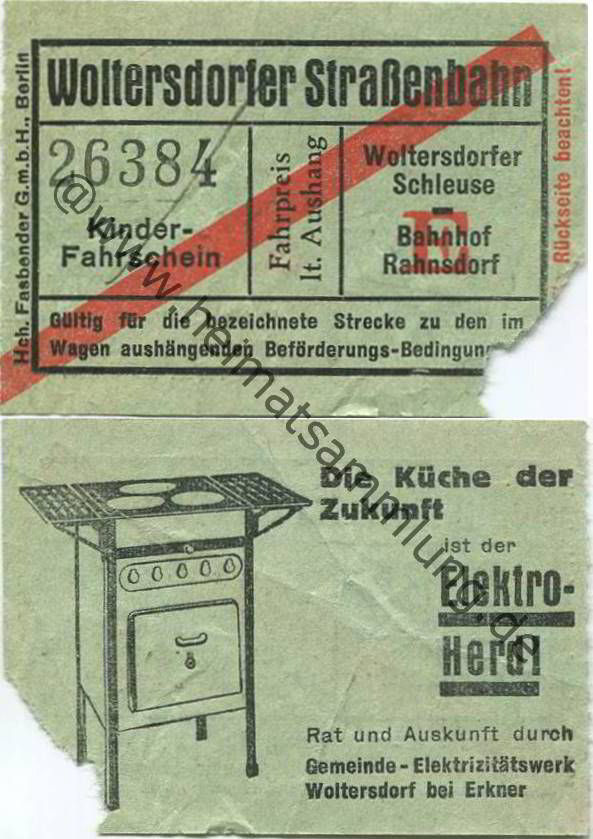 Woltersdorfer Straßenbahn
Hch. Fasbender G.m.b.H., Berlin
26384
Kinder-
Fahrschein
Fahrpreis
lt. Aushang
Woltersdorfer
Schleuse
-
Bahnhof
Rahnsdorf
E
Rückseite beachten!
Gültig für die bezeichnete Strecke zu den im
Wagen aushängenden Beförderungs-Bedingun
@www.heimatsammlung.de
Die Küche der
Zukunft
ist der
Elektro-
Herd!
Rat und Auskunft durch
Gemeinde-Elektrizitätswerk
Woltersdorf bei Erkner